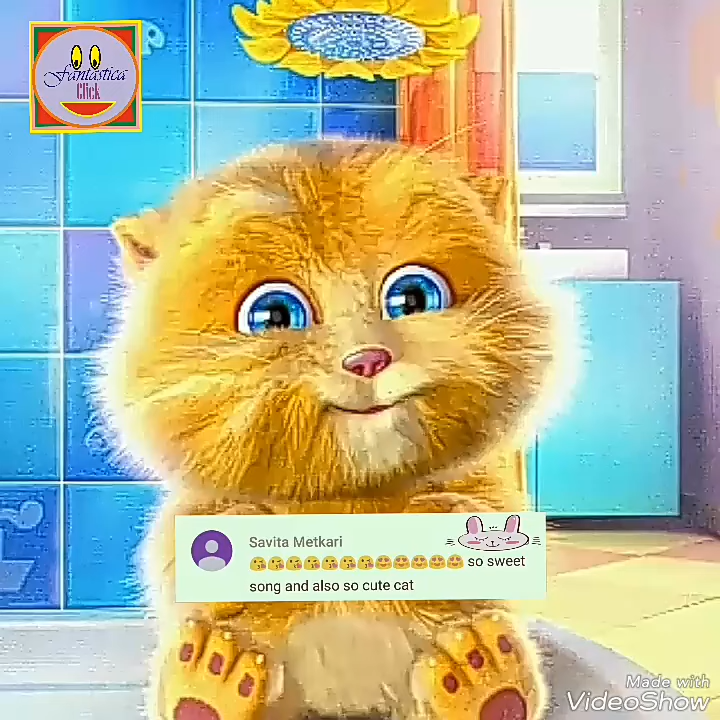 Fantastica
Click
Savita Metkari
😘😘😘😘😘😘😘😍😍😍😍😍 so sweet
song and also so cute cat
Made with
VideoShow